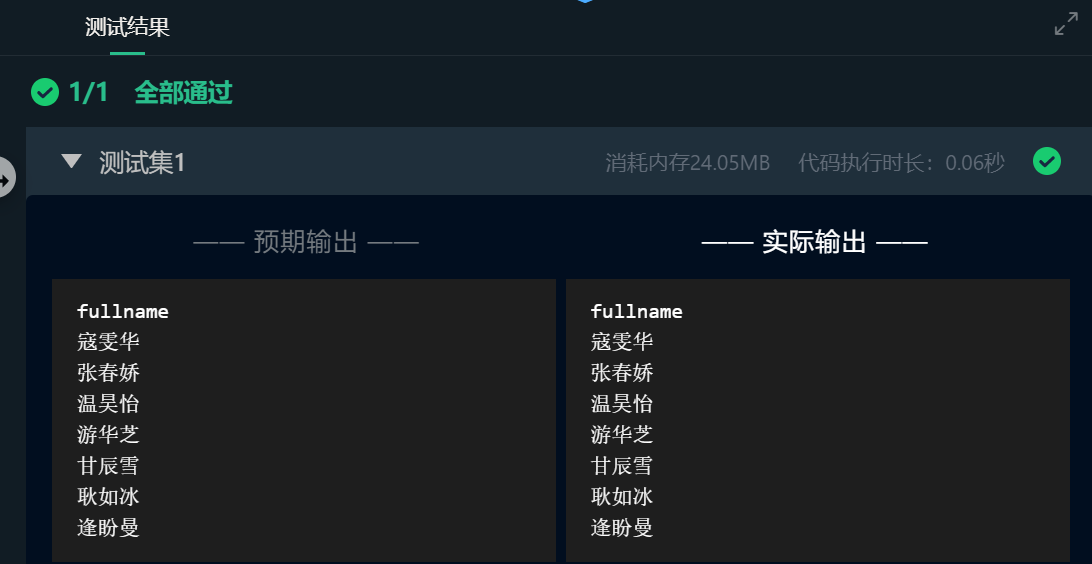 测试结果
1/1 全部通过
测试集1 消耗内存24.05MB 代码执行时长：0.06秒
—— 预期输出 ——
fullname
寇雯华
张春娇
温昊怡
游华芝
甘辰雪
耿如冰
逄盼曼
—— 实际输出 ——
fullname
寇雯华
张春娇
温昊怡
游华芝
甘辰雪
耿如冰
逄盼曼